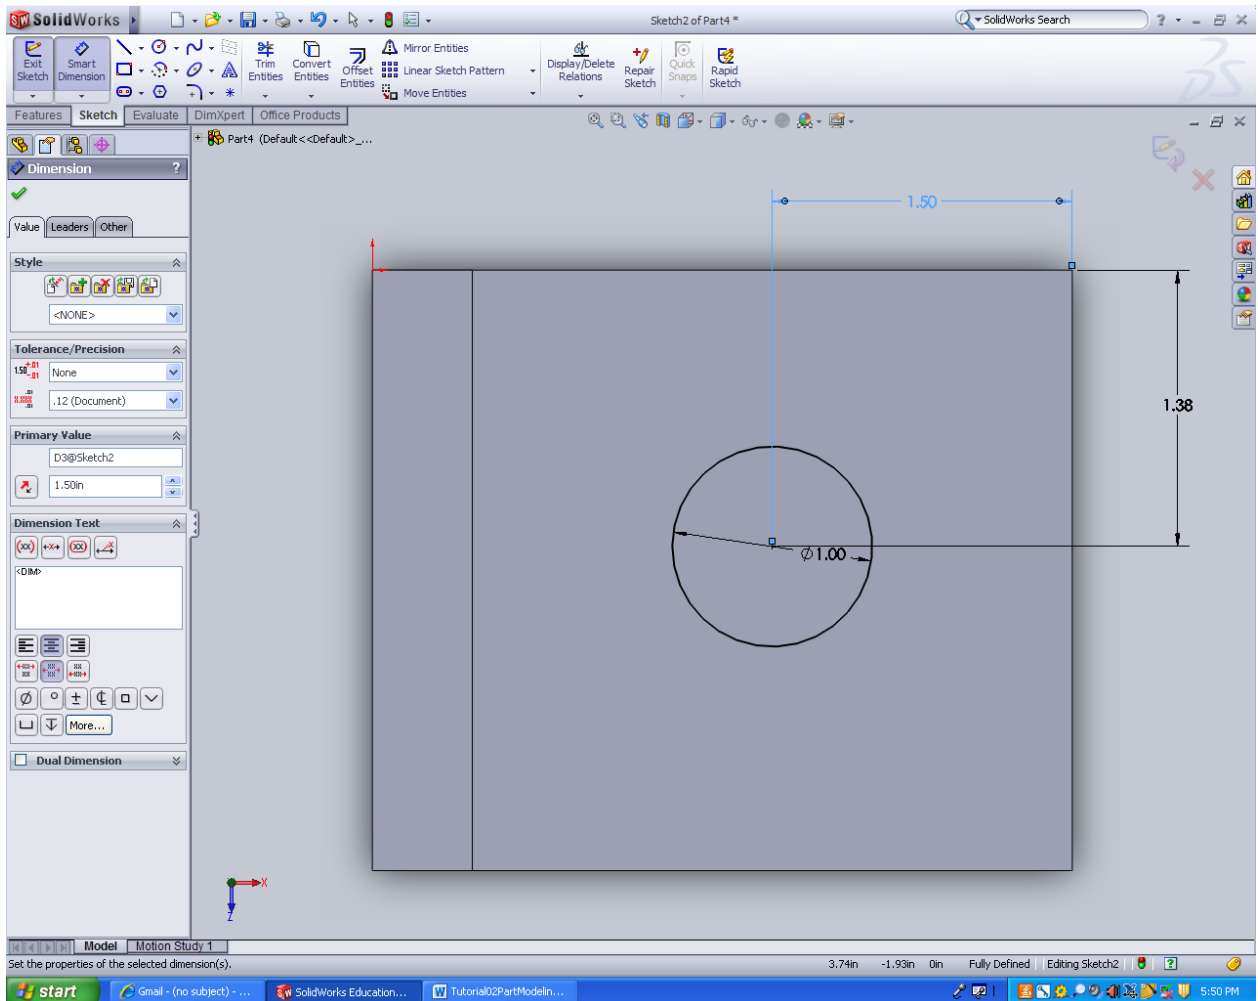 SolidWorks
Sketch2 of Part4 *
SolidWorks Search
?
Exit Sketch
Smart Dimension
Trim Entities
Convert Entities
Offset Entities
Mirror Entities
Linear Sketch Pattern
Move Entities
Display/Delete Relations
Repair Sketch
Quick Snaps
Rapid Sketch
Features Sketch Evaluate DimXpert Office Products
Part4 (Default<<Default>_...
Dimension ?
Value Leaders Other
Style
<NONE>
Tolerance/Precision
None
.12 (Document)
Primary Value
D3@Sketch2
1.50in
Dimension Text
<DIM>
More...
Dual Dimension
1.50
1.38
Ø1.00
X
Z
Model Motion Study 1
Set the properties of the selected dimension(s).
3.74in -1.93in 0in Fully Defined Editing Sketch2
start
Gmail - (no subject) - ...
SolidWorks Education...
Tutorial02PartModelin...
5:50 PM